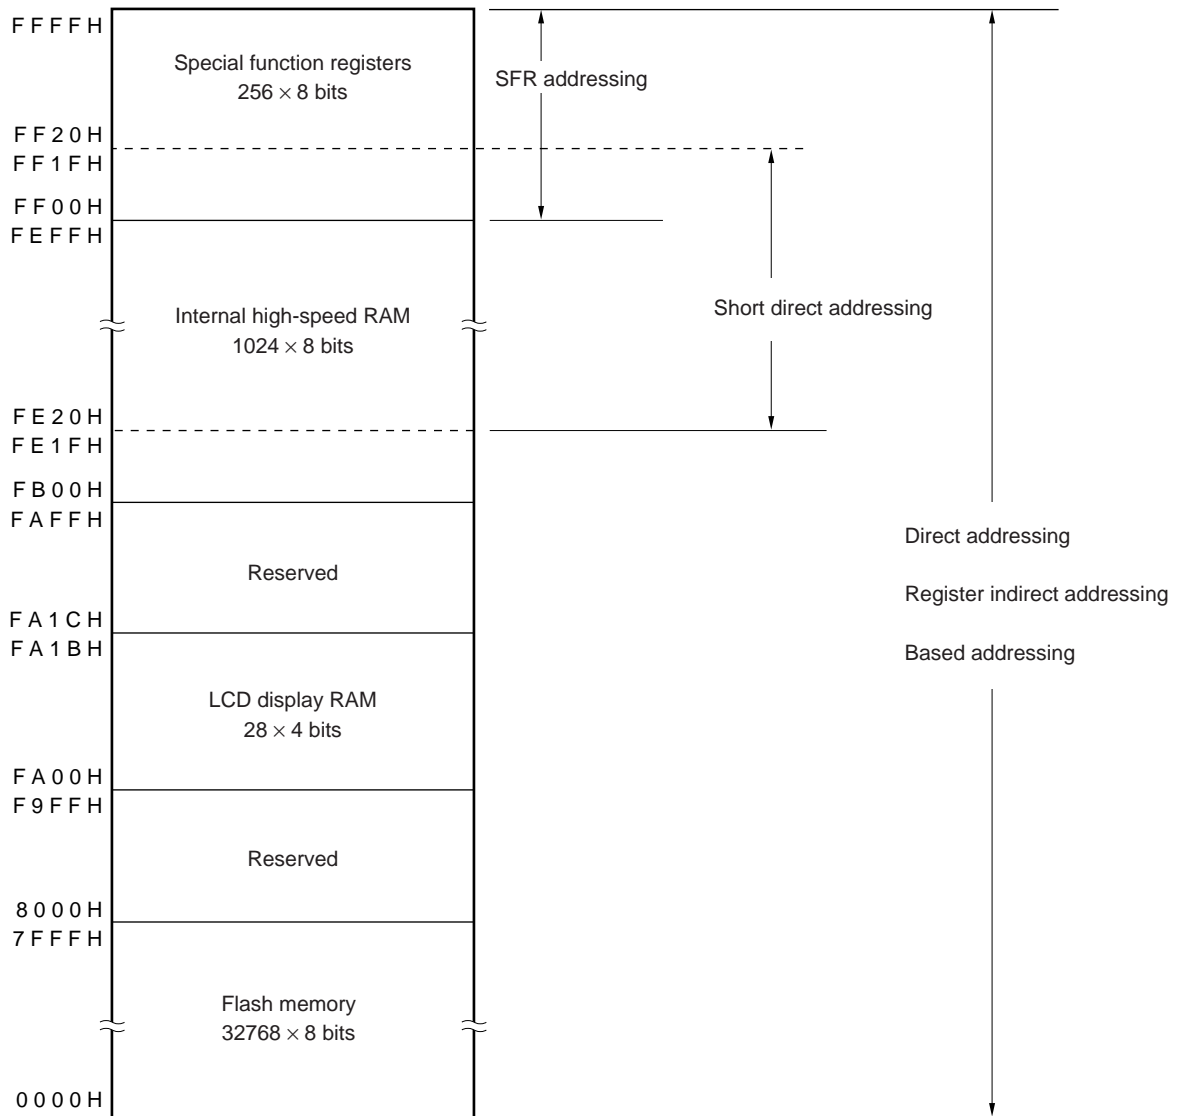 FFFFH
Special function registers
256 × 8 bits
SFR addressing
FF20H
FF1FH
FF00H
FEFFH
Internal high-speed RAM
1024 × 8 bits
Short direct addressing
FE20H
FE1FH
FB00H
FAFFH
Reserved
Direct addressing
Register indirect addressing
Based addressing
FA1CH
FA1BH
LCD display RAM
28 × 4 bits
FA00H
F9FFH
Reserved
8000H
7FFFH
Flash memory
32768 × 8 bits
0000H